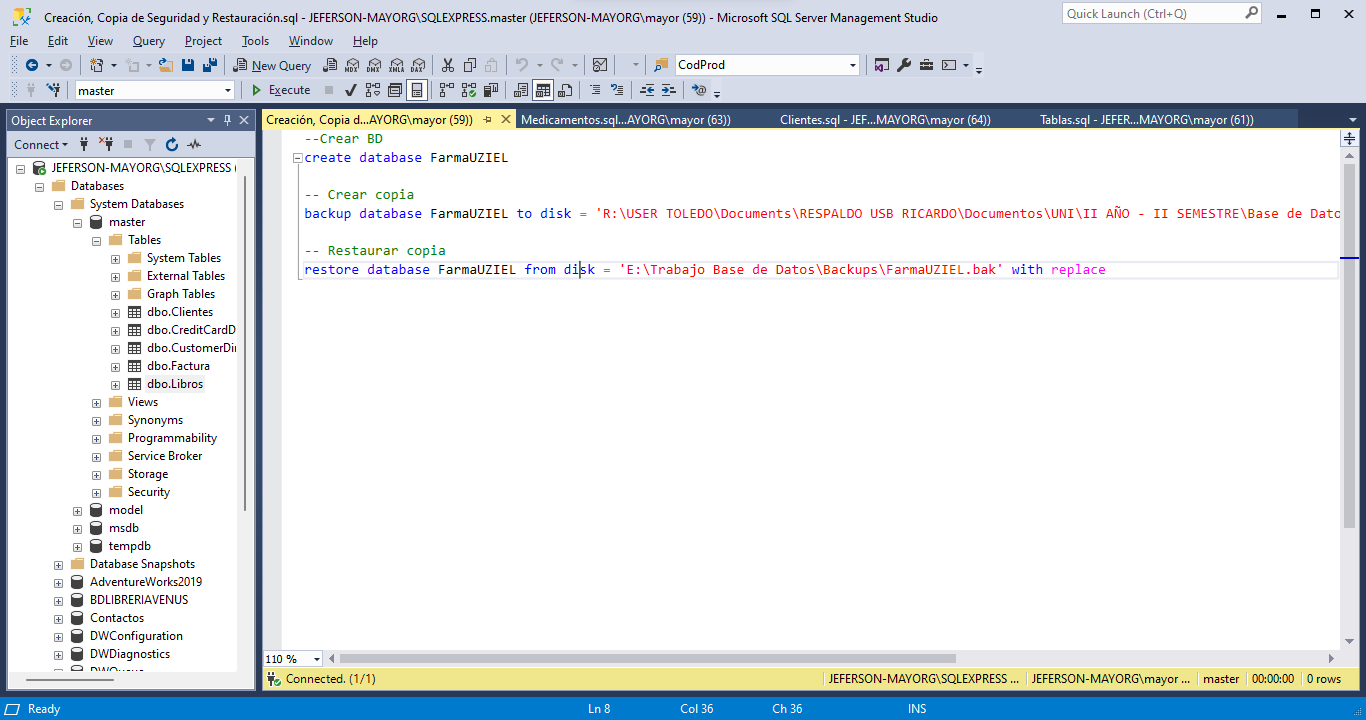 Creación, Copia de Seguridad y Restauración.sql - JEFERSON-MAYORG\SQLEXPRESS.master (JEFERSON-MAYORG\mayor (59)) - Microsoft SQL Server Management Studio
Quick Launch (Ctrl+Q)
File Edit View Query Project Tools Window Help
New Query MDX DMX XMLA DAX CodProd
master Execute
Object Explorer
Creación, Copia d...AYORG\mayor (59)) Medicamentos.sql...AYORG\mayor (63)) Clientes.sql - JEF...MAYORG\mayor (64)) Tablas.sql - JEFER...MAYORG\mayor (61))
Connect
JEFERSON-MAYORG\SQLEXPRESS (
Databases
System Databases
master
Tables
System Tables
External Tables
Graph Tables
dbo.Clientes
dbo.CreditCardD
dbo.CustomerDi
dbo.Factura
dbo.Libros
Views
Synonyms
Programmability
Service Broker
Storage
Security
model
msdb
tempdb
Database Snapshots
AdventureWorks2019
BDLIBRERIAVENUS
Contactos
DWConfiguration
DWDiagnostics
DWQueue
--Crear BD
create database FarmaUZIEL
-- Crear copia
backup database FarmaUZIEL to disk = 'R:\USER TOLEDO\Documents\RESPALDO USB RICARDO\Documentos\UNI\II AÑO - II SEMESTRE\Base de Dato
-- Restaurar copia
restore database FarmaUZIEL from disk = 'E:\Trabajo Base de Datos\Backups\FarmaUZIEL.bak' with replace
110 %
Connected. (1/1) JEFERSON-MAYORG\SQLEXPRESS ... JEFERSON-MAYORG\mayor ... master 00:00:00 0 rows
Ready Ln 8 Col 36 Ch 36 INS